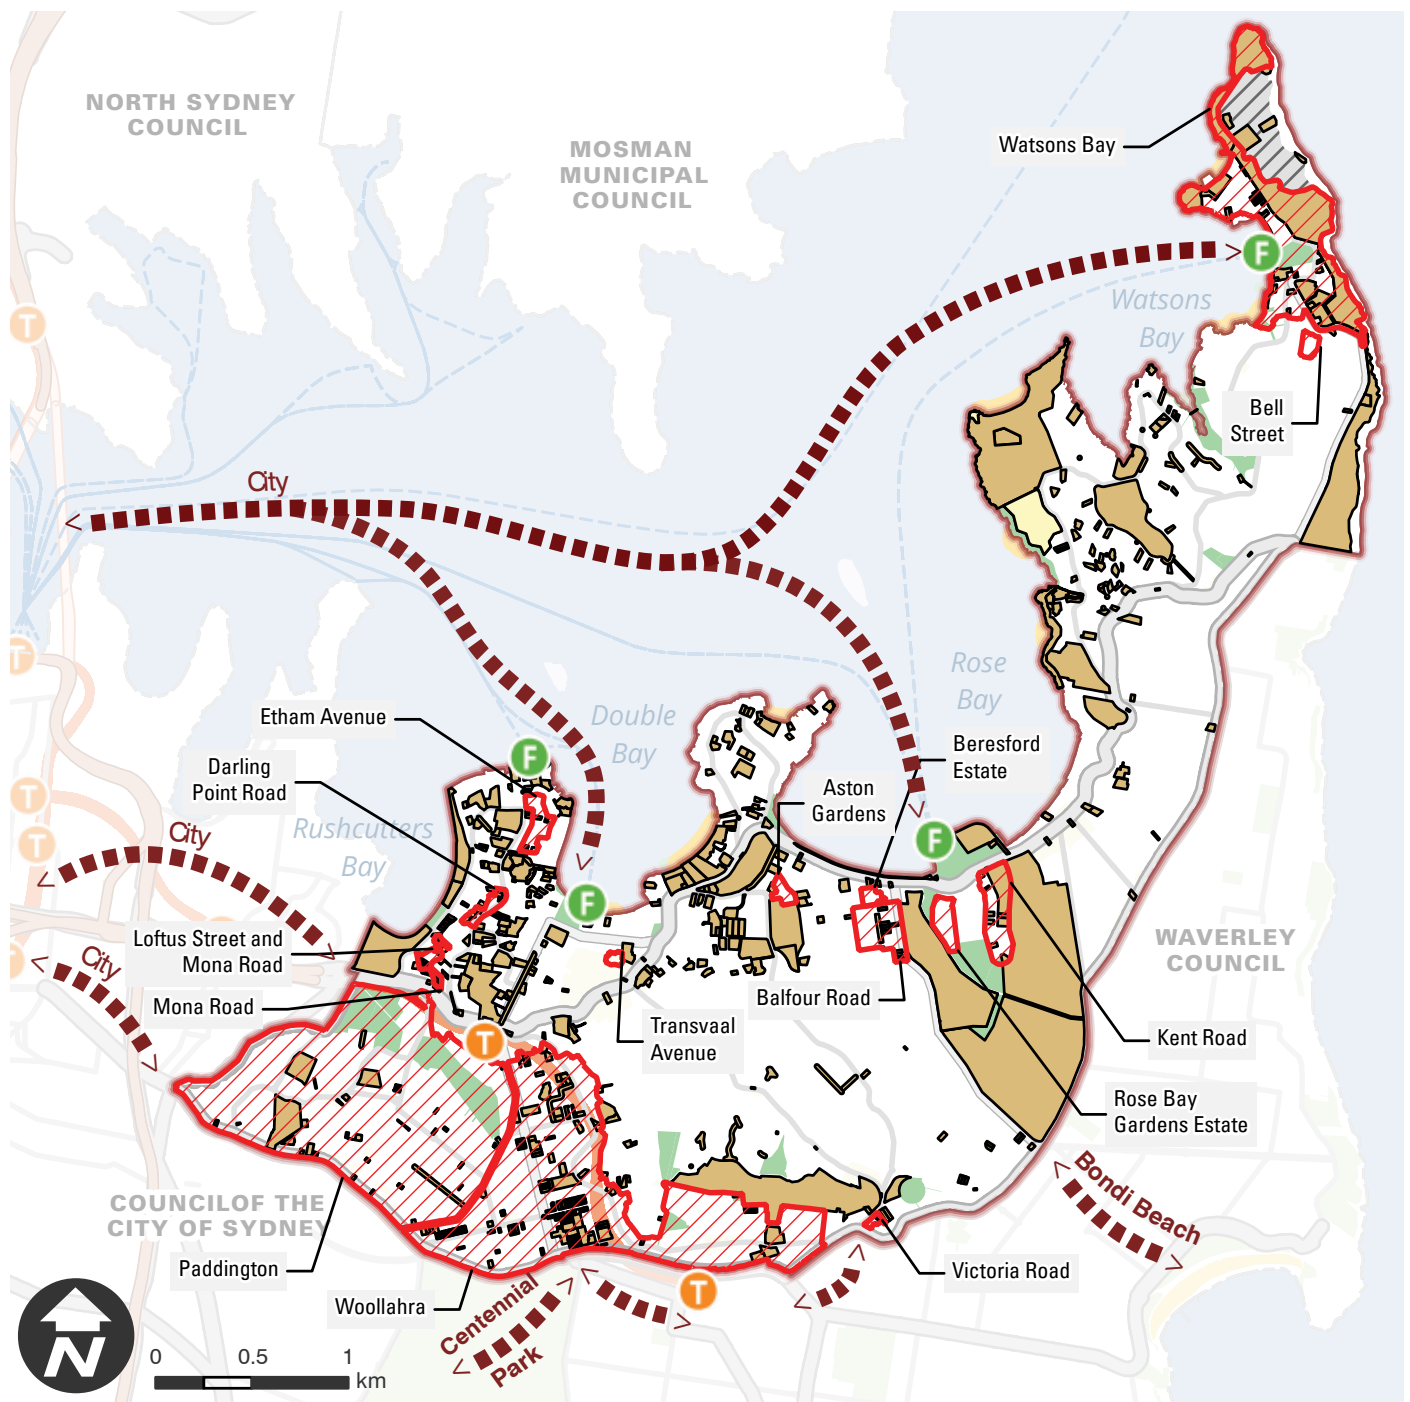 NORTH SYDNEY
COUNCIL
MOSMAN
MUNICIPAL
COUNCIL
Watsons Bay
F
Watsons
Bay
T
Bell
Street
City
T
Rose
Bay
Etham Avenue
Double
Bay
Beresford
Estate
Darling
Point Road
F
Aston
Gardens
T
City
Rushcutters
Bay
T
F
F
Loftus Street and
Mona Road
City
T
WAVERLEY
COUNCIL
Mona Road
Balfour Road
Transvaal
Avenue
T
Kent Road
Rose Bay
Gardens Estate
Bondi Beach
COUNCILOF THE
CITY OF SYDNEY
Paddington
Victoria Road
Woollahra
T
Centennial
Park
N
0 0.5 1
km